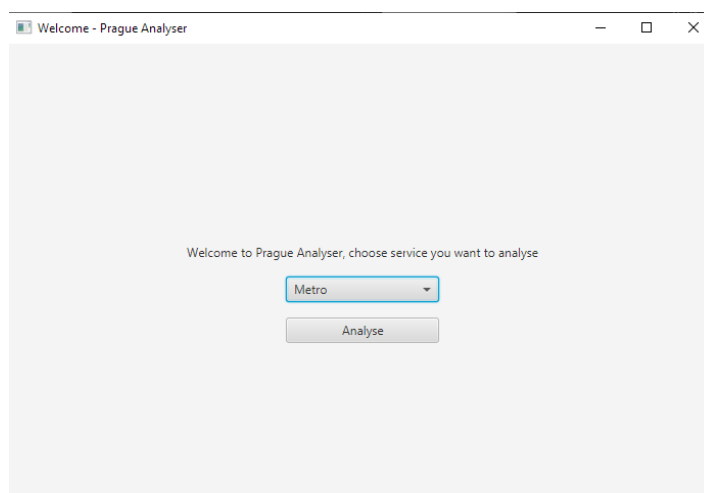 Welcome - Prague Analyser
Welcome to Prague Analyser, choose service you want to analyse
Metro
Analyse